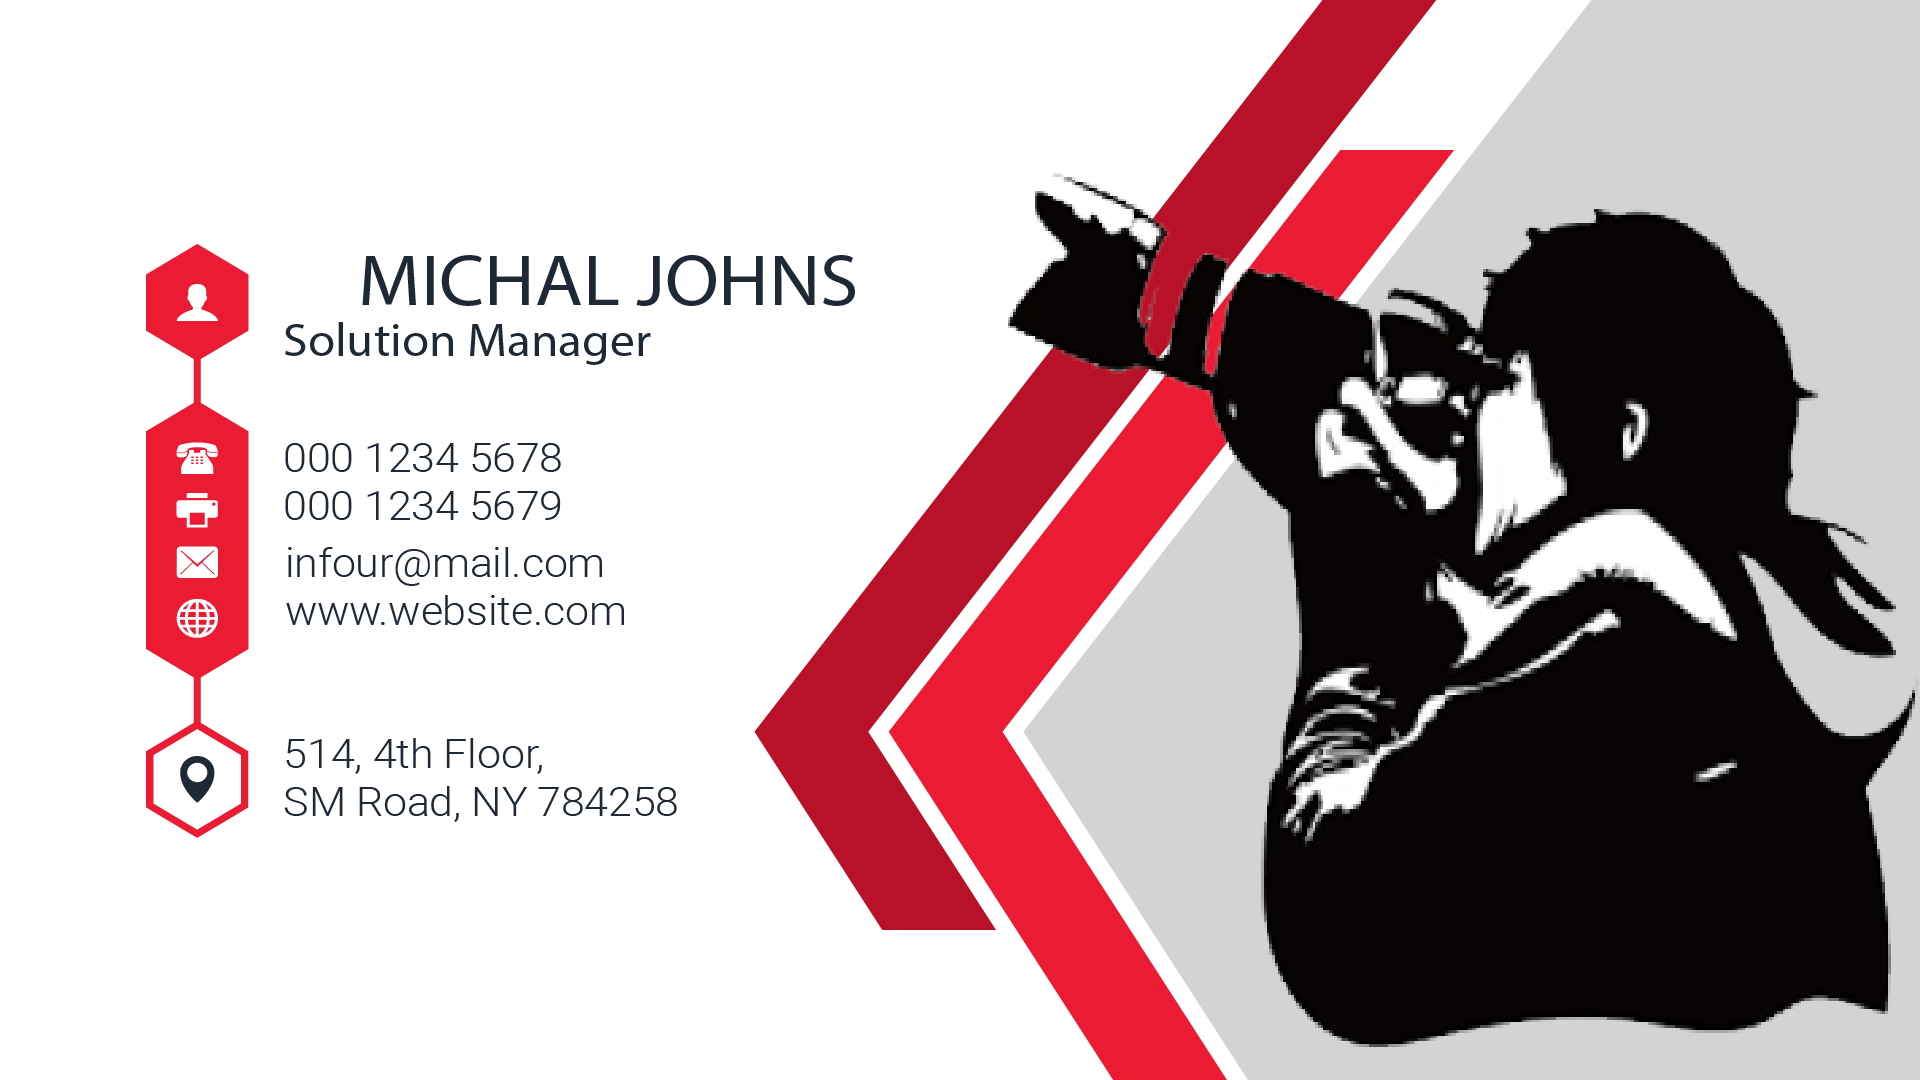 MICHAL JOHNS
Solution Manager
000 1234 5678
000 1234 5679
infour@mail.com
www.website.com
514, 4th Floor,
SM Road, NY 784258